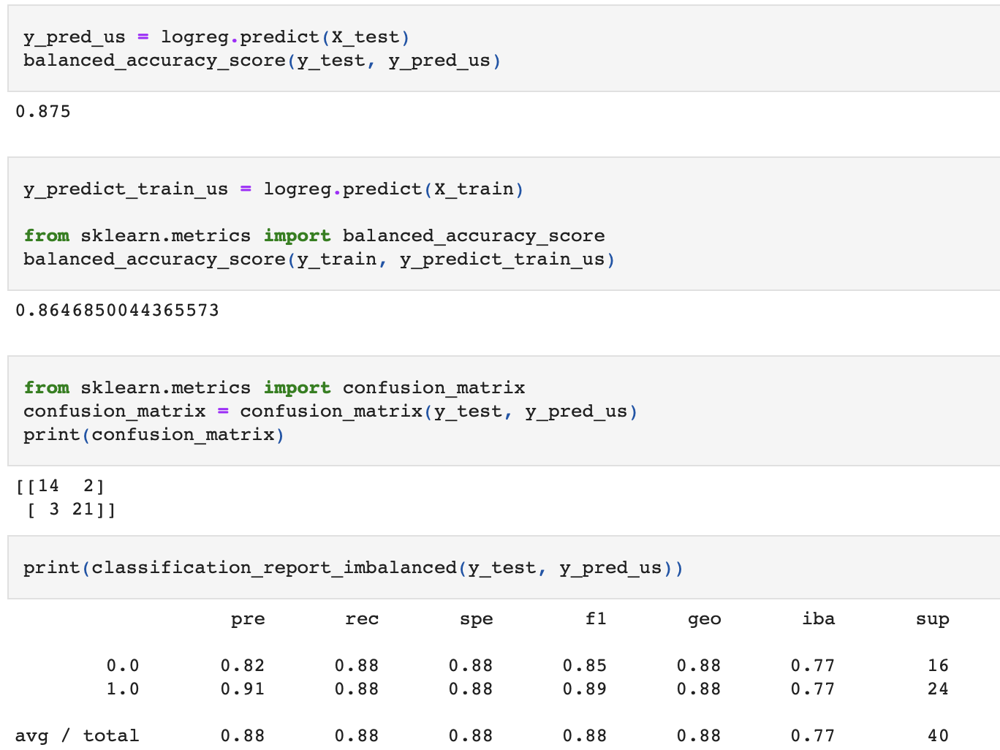 y_pred_us = logreg.predict(X_test)
balanced_accuracy_score(y_test, y_pred_us)
0.875
y_predict_train_us = logreg.predict(X_train)
from sklearn.metrics import balanced_accuracy_score
balanced_accuracy_score(y_train, y_predict_train_us)
0.8646850044365573
from sklearn.metrics import confusion_matrix
confusion_matrix = confusion_matrix(y_test, y_pred_us)
print(confusion_matrix)
[[14  2]
 [ 3 21]]
print(classification_report_imbalanced(y_test, y_pred_us))
pre rec spe f1 geo iba sup
0.0 0.82 0.88 0.88 0.85 0.88 0.77 16
1.0 0.91 0.88 0.88 0.89 0.88 0.77 24
avg / total 0.88 0.88 0.88 0.88 0.88 0.77 40